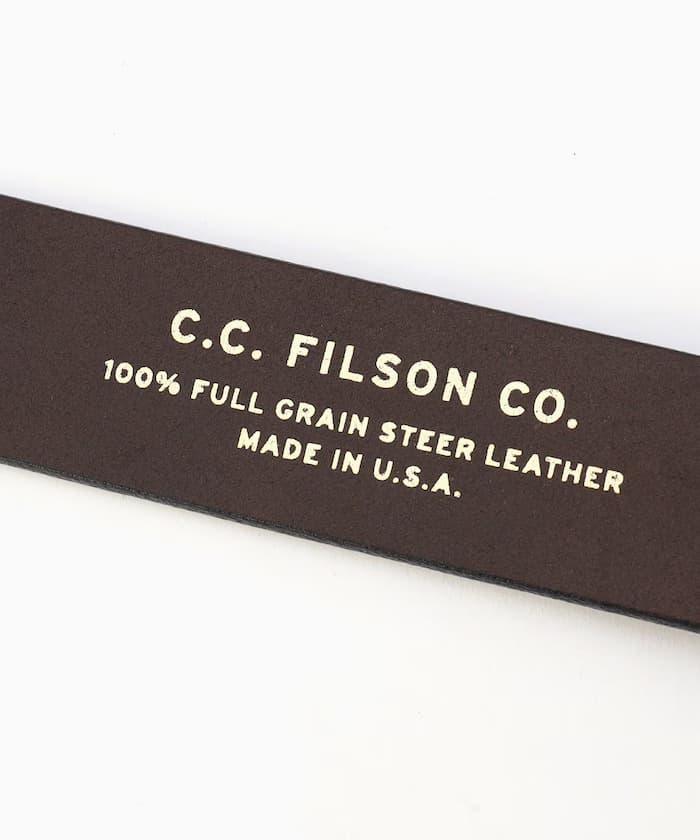 C.C. FILSON CO.
100% FULL GRAIN STEER LEATHER
MADE IN U.S.A.